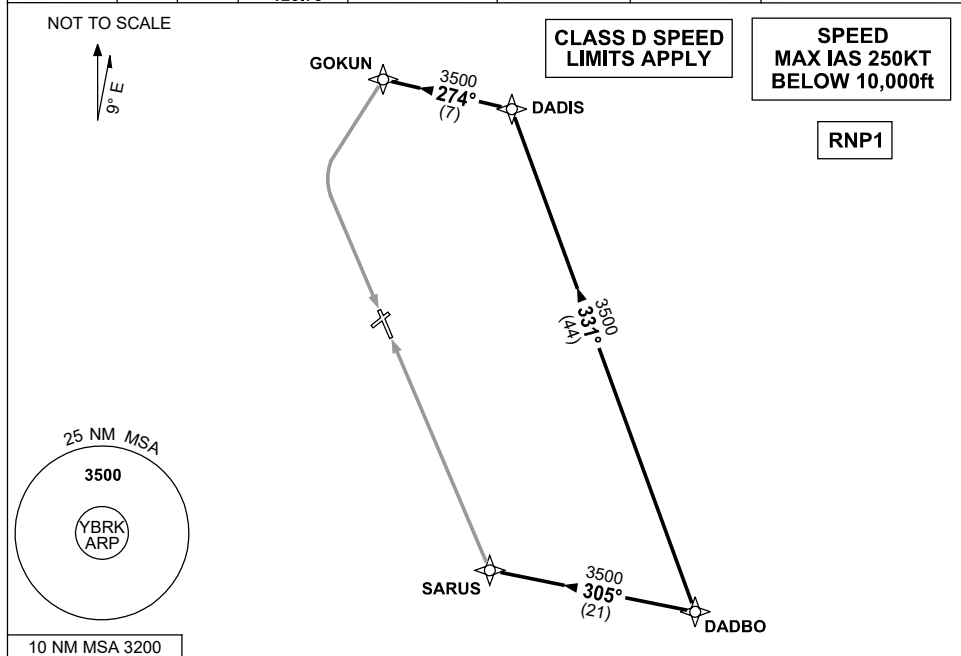 NOT TO SCALE
9° E
CLASS D SPEED
LIMITS APPLY
SPEED
MAX IAS 250KT
BELOW 10,000ft
RNP1
GOKUN
3500
274°
(7)
DADIS
3500
331°
(44)
25 NM MSA
3500
YBRK
ARP
SARUS
3500
305°
(21)
DADBO
10 NM MSA 3200